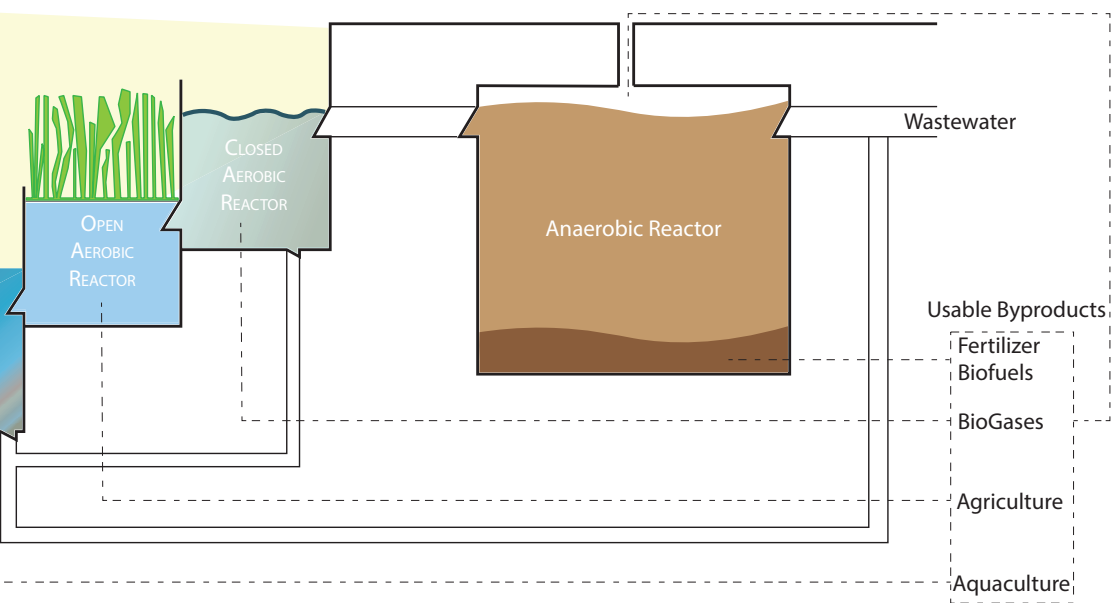 Wastewater
CLOSED
AEROBIC
REACTOR
OPEN
AEROBIC
REACTOR
Anaerobic Reactor
Usable Byproducts
Fertilizer
Biofuels
BioGases
Agriculture
Aquaculture